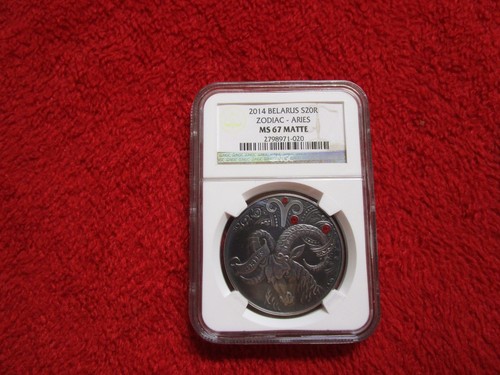 2014 BELARUS S20R
ZODIAC - ARIES
MS 67 MATTE
2798971-020